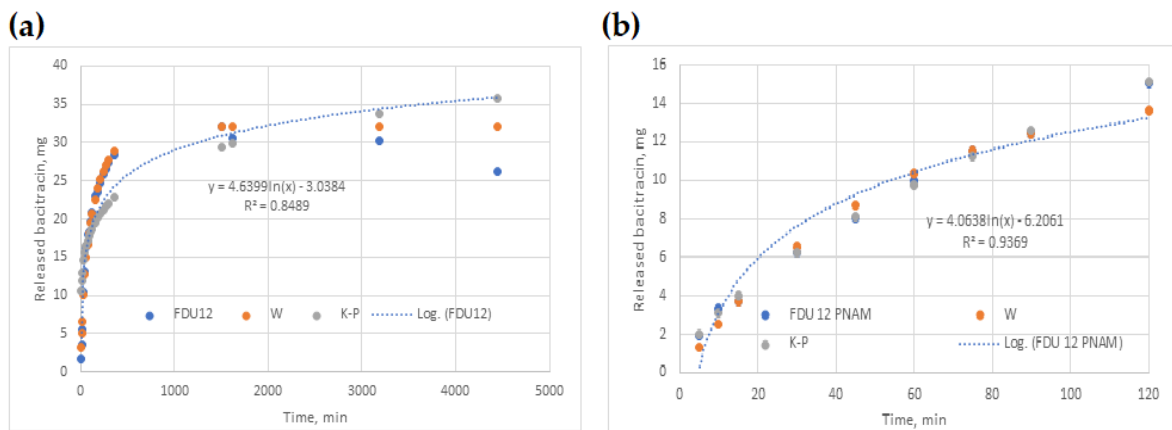 (a)
40
35
30
25
20
15
10
5
0
Released bacitracin, mg
y = 4.6399ln(x) - 3.0384
R² = 0.8489
FDU12 W K-P Log. (FDU12)
0 1000 2000 3000 4000 5000
Time, min
(b)
16
14
12
10
8
6
4
2
0
Released bacitracin, mg
y = 4.0638ln(x) - 6.2061
R² = 0.9369
FDU 12 PNAM W
K-P Log. (FDU 12 PNAM)
0 20 40 60 80 100 120
Time, min